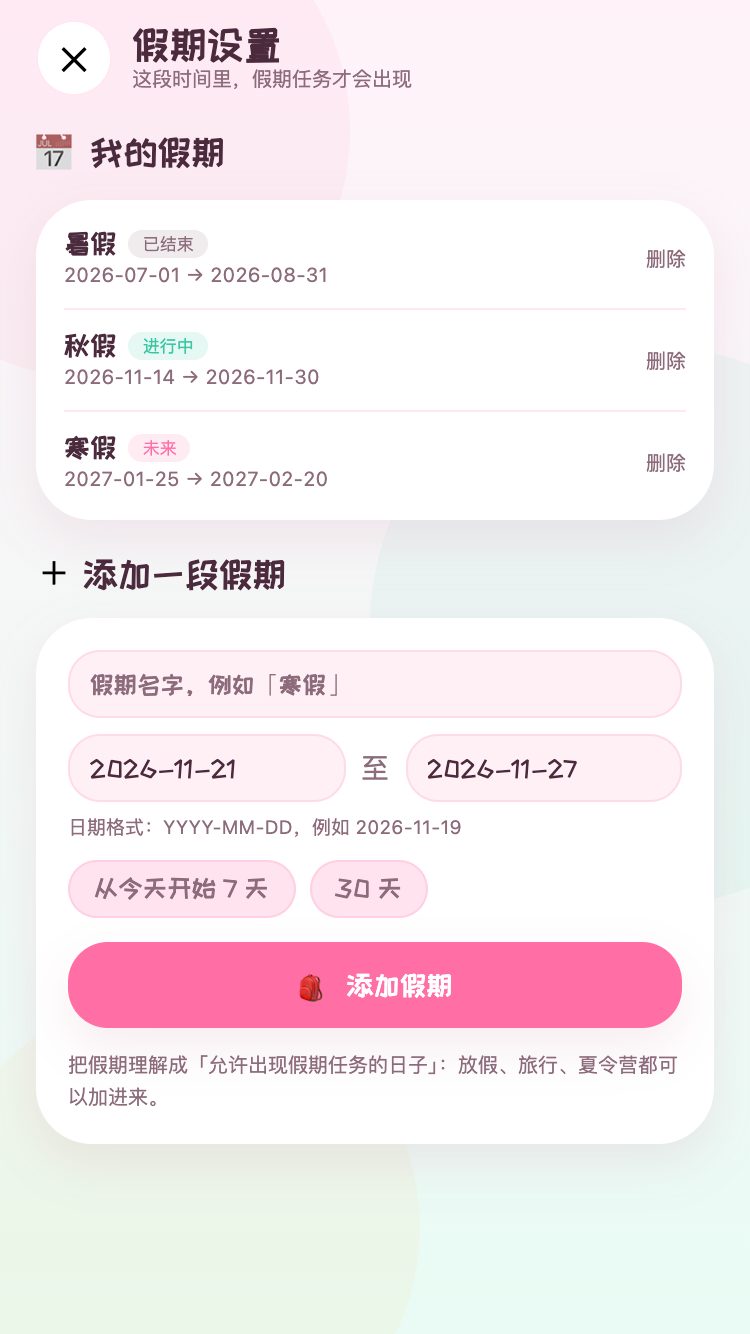 假期设置
这段时间里，假期任务才会出现
JUL
17
我的假期
暑假 已结束
2026-07-01 → 2026-08-31
删除
秋假 进行中
2026-11-14 → 2026-11-30
删除
寒假 未来
2027-01-25 → 2027-02-20
删除
+ 添加一段假期
假期名字，例如「寒假」
2026-11-21 至 2026-11-27
日期格式：YYYY-MM-DD，例如 2026-11-19
从今天开始 7 天 30 天
添加假期
把假期理解成「允许出现假期任务的日子」：放假、旅行、夏令营都可
以加进来。